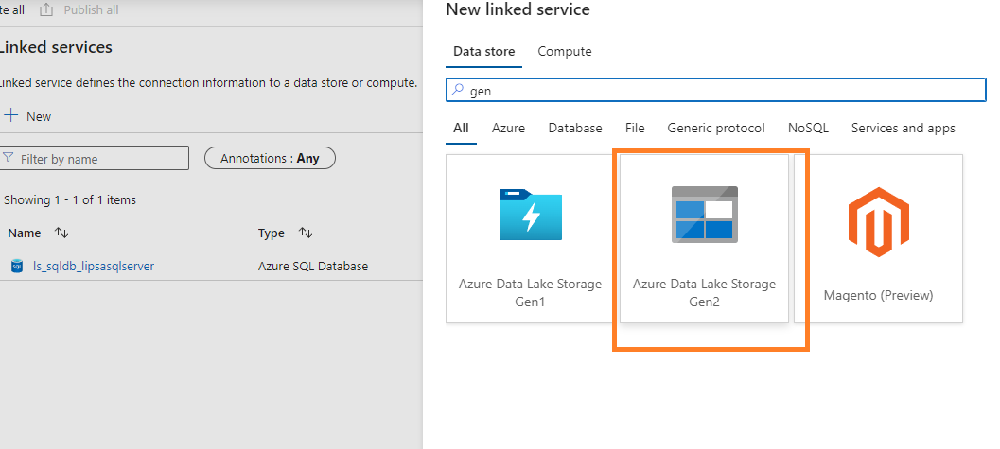 te all Publish all
Linked services
Linked service defines the connection information to a data store or compute.
New
Filter by name
Annotations : Any
Showing 1 - 1 of 1 items
Name Type
SQL ls_sqldb_lipsasqlserver Azure SQL Database
New linked service
Data store Compute
gen
All Azure Database File Generic protocol NoSQL Services and apps
Azure Data Lake Storage
Gen1
Azure Data Lake Storage
Gen2
Magento (Preview)